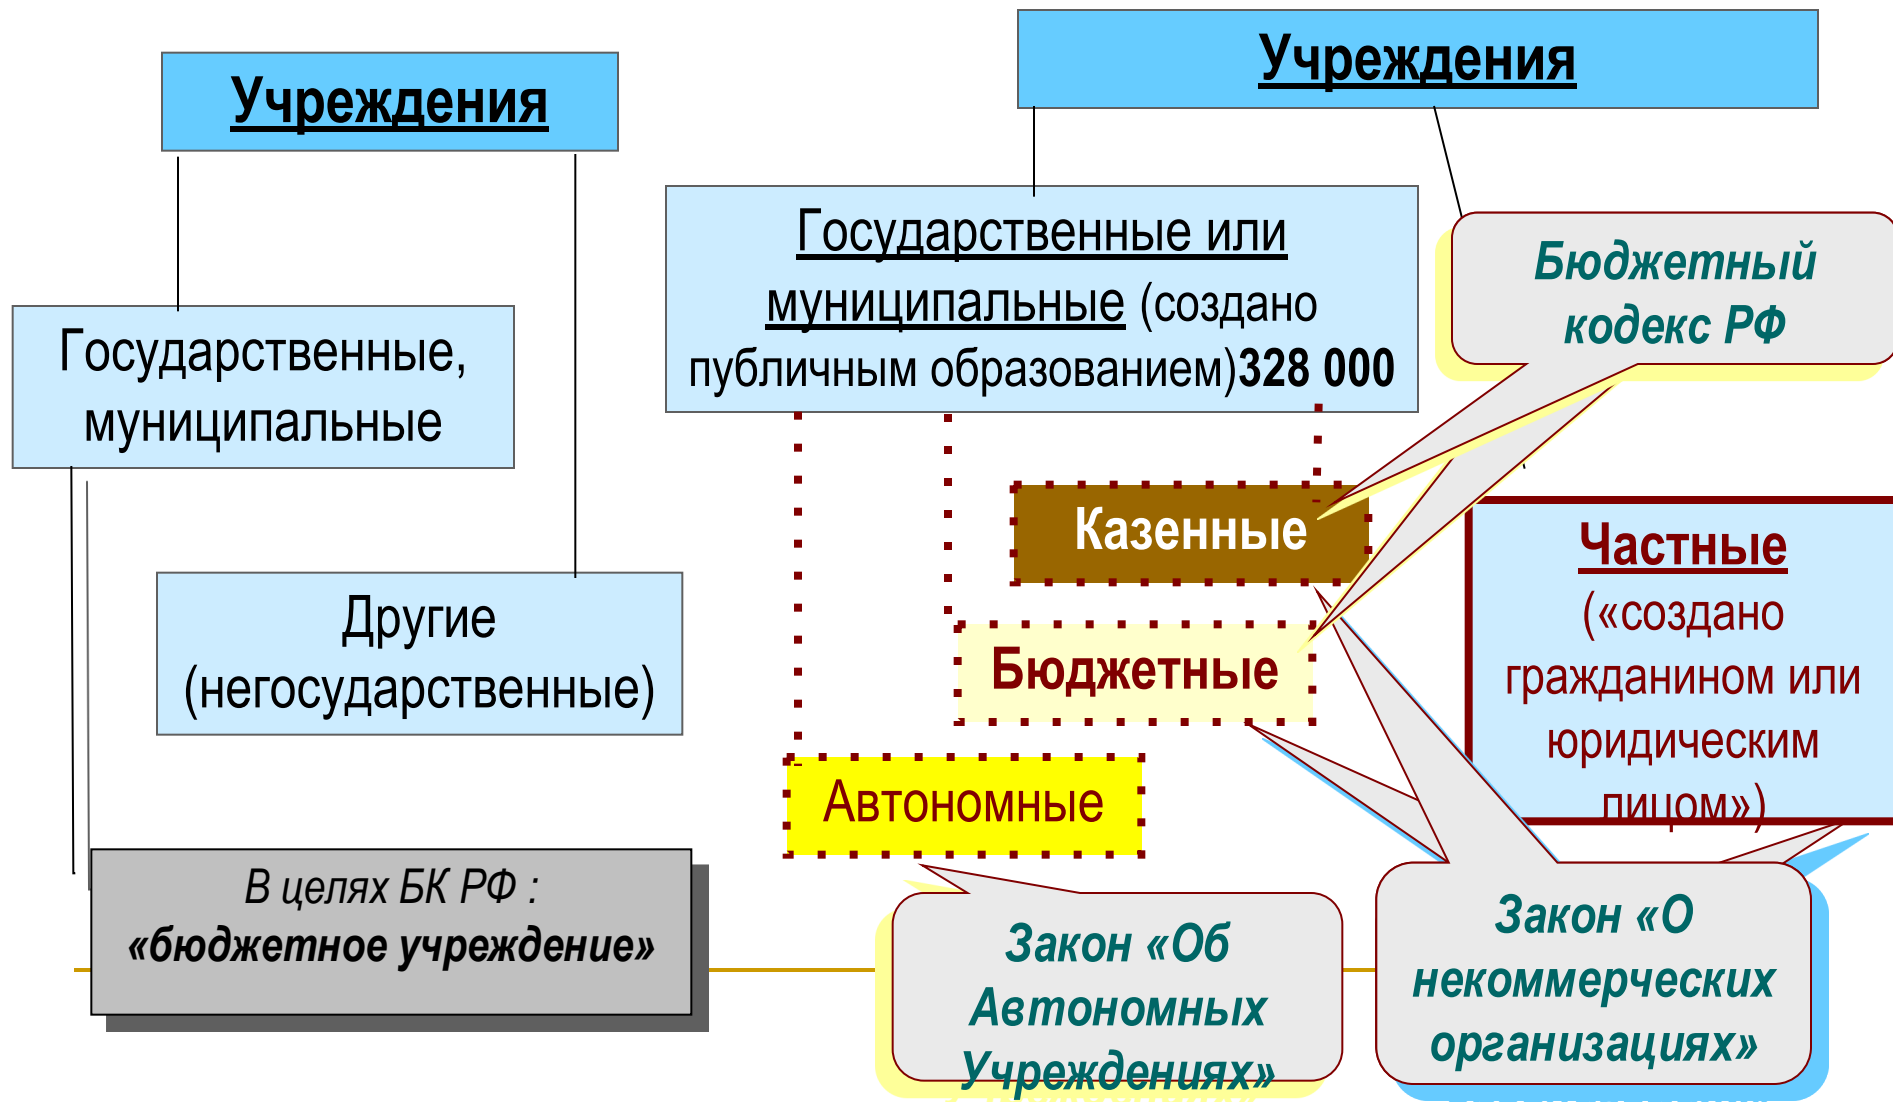 Учреждения
Государственные,
муниципальные
Другие
(негосударственные)
В целях БК РФ :
«бюджетное учреждение»
Учреждения
Государственные или
муниципальные (создано
публичным образованием)328 000
Бюджетный
кодекс РФ
Казенные
Бюджетные
Автономные
Частные
(«создано
гражданином или
юридическим
лицом»)
Закон «Об
Автономных
Учреждениях»
Закон «О
некоммерческих
организациях»